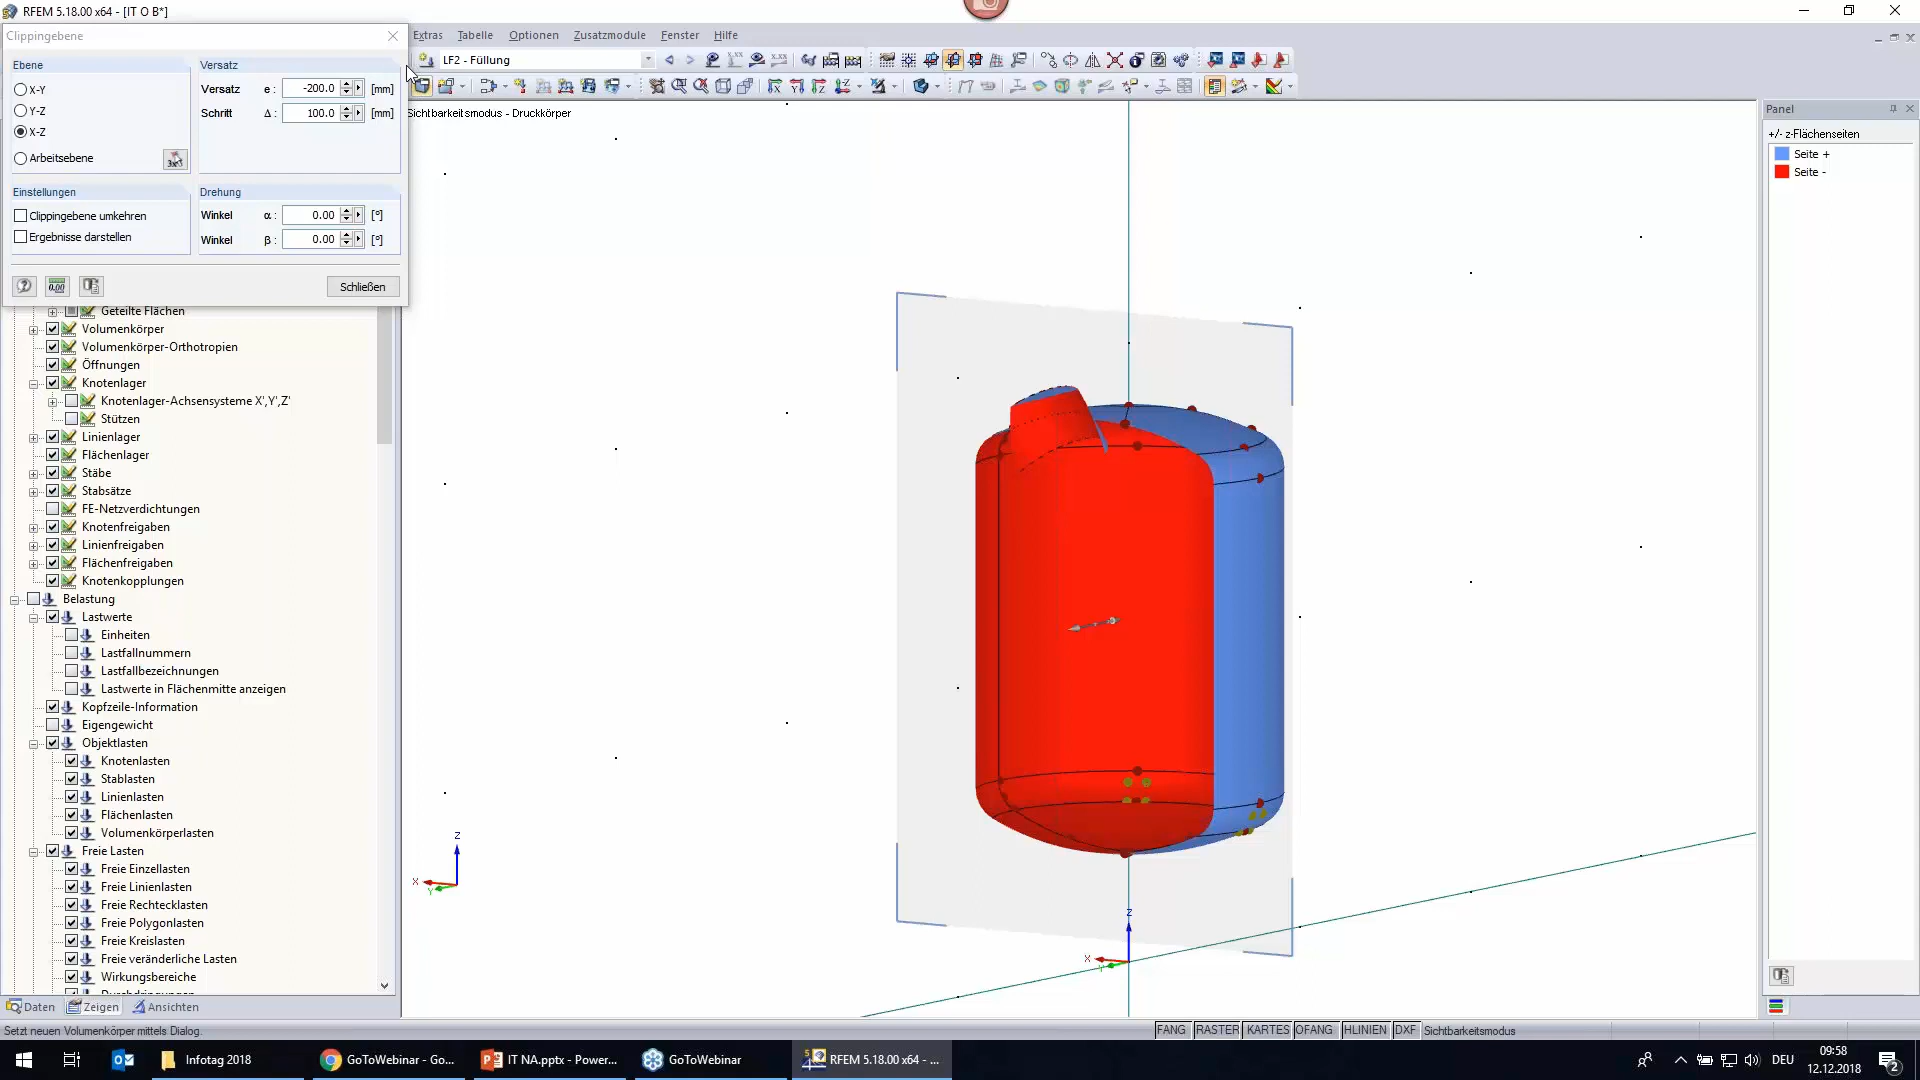 RFEM 5.18.00 x64 - [IT O B*]
Clippingebene
Extras Tabelle Optionen Zusatzmodule Fenster Hilfe
LF2 - Füllung
Ebene
X-Y
Y-Z
X-Z
Arbeitsebene
Versatz
Versatz e : -200.0 [mm]
Schritt Δ : 100.0 [mm]
Einstellungen
Clippingebene umkehren
Ergebnisse darstellen
Drehung
Winkel α : 0.00 [°]
Winkel β : 0.00 [°]
0.00
Schließen
Sichtbarkeitsmodus - Druckkörper
Geteilte Flächen
Volumenkörper
Volumenkörper-Orthotropien
Öffnungen
Knotenlager
Knotenlager-Achsensysteme X',Y',Z'
Stützen
Linienlager
Flächenlager
Stäbe
Stabsätze
FE-Netzverdichtungen
Knotenfreigaben
Linienfreigaben
Flächenfreigaben
Knotenkopplungen
Belastung
Lastwerte
Einheiten
Lastfallnummern
Lastfallbezeichnungen
Lastwerte in Flächenmitte anzeigen
Kopfzeile-Information
Eigengewicht
Objektlasten
Knotenlasten
Stablasten
Linienlasten
Flächenlasten
Volumenkörperlasten
Freie Lasten
Freie Einzellasten
Freie Linienlasten
Freie Rechtecklasten
Freie Polygonlasten
Freie Kreislasten
Freie veränderliche Lasten
Wirkungsbereiche
Daten Zeigen Ansichten
Z
X
Y
Z
X
Y
Panel
+/- z-Flächenseiten
Seite +
Seite -
Setzt neuen Volumenkörper mittels Dialog.
FANG RASTER KARTES OFANG HLINIEN DXF Sichtbarkeitsmodus
Infotag 2018
GoToWebinar - Go...
IT NA.pptx - Power...
GoToWebinar
RFEM 5.18.00 x64 - ...
DEU
09:58
12.12.2018
2